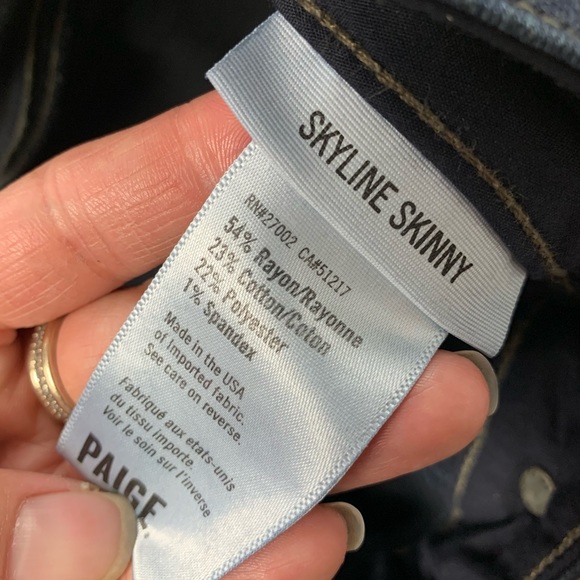 SKYLINE SKINNY
RN#27002 CA#51217
54% Rayon/Rayonne
23% Cotton/Coton
22% Polyester
1% Spandex
Made in the USA
of Imported fabric.
See care on reverse.
Fabriqué aux etats-unis
du tissu importe.
Voir le soin sur l'inverse
PAIGE